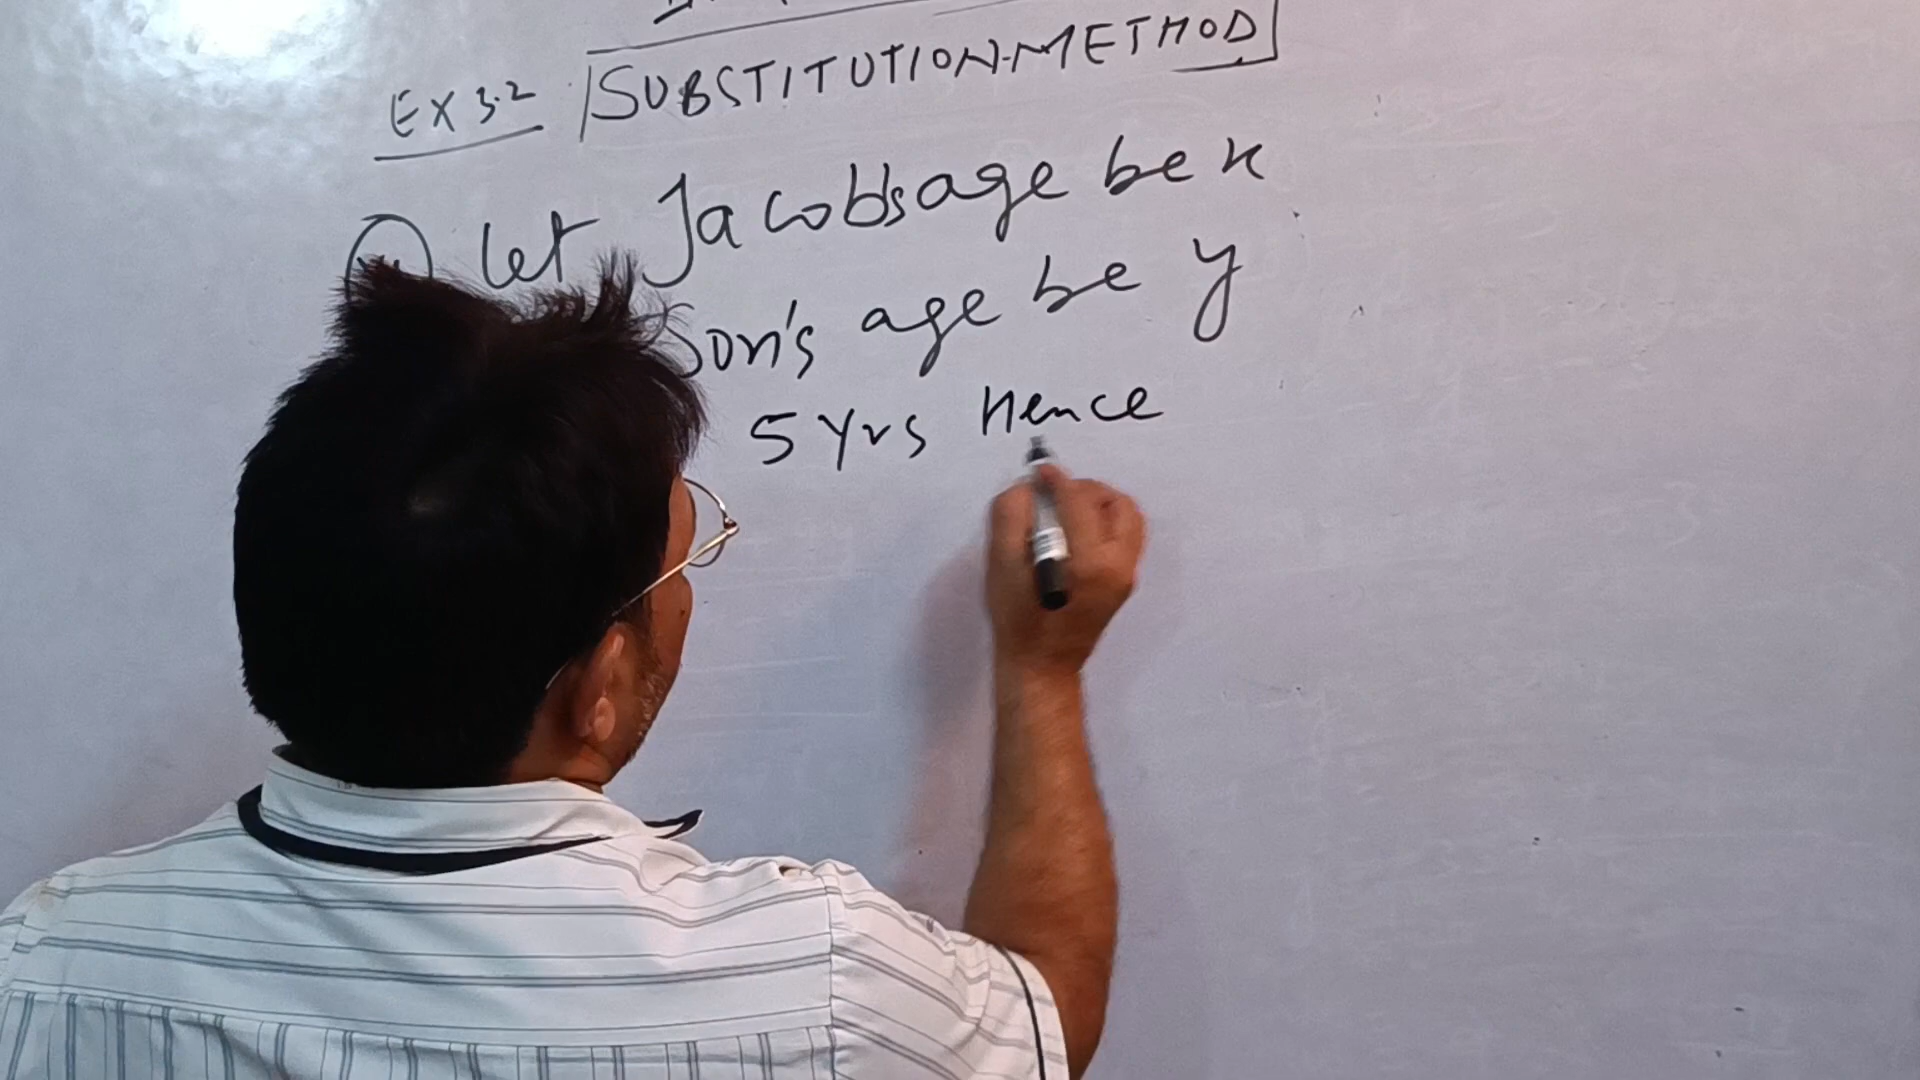 EX 3.2 SUBSTITUTION-METHOD
let Jacob's age be x
Son's age be y
5 yrs Hence